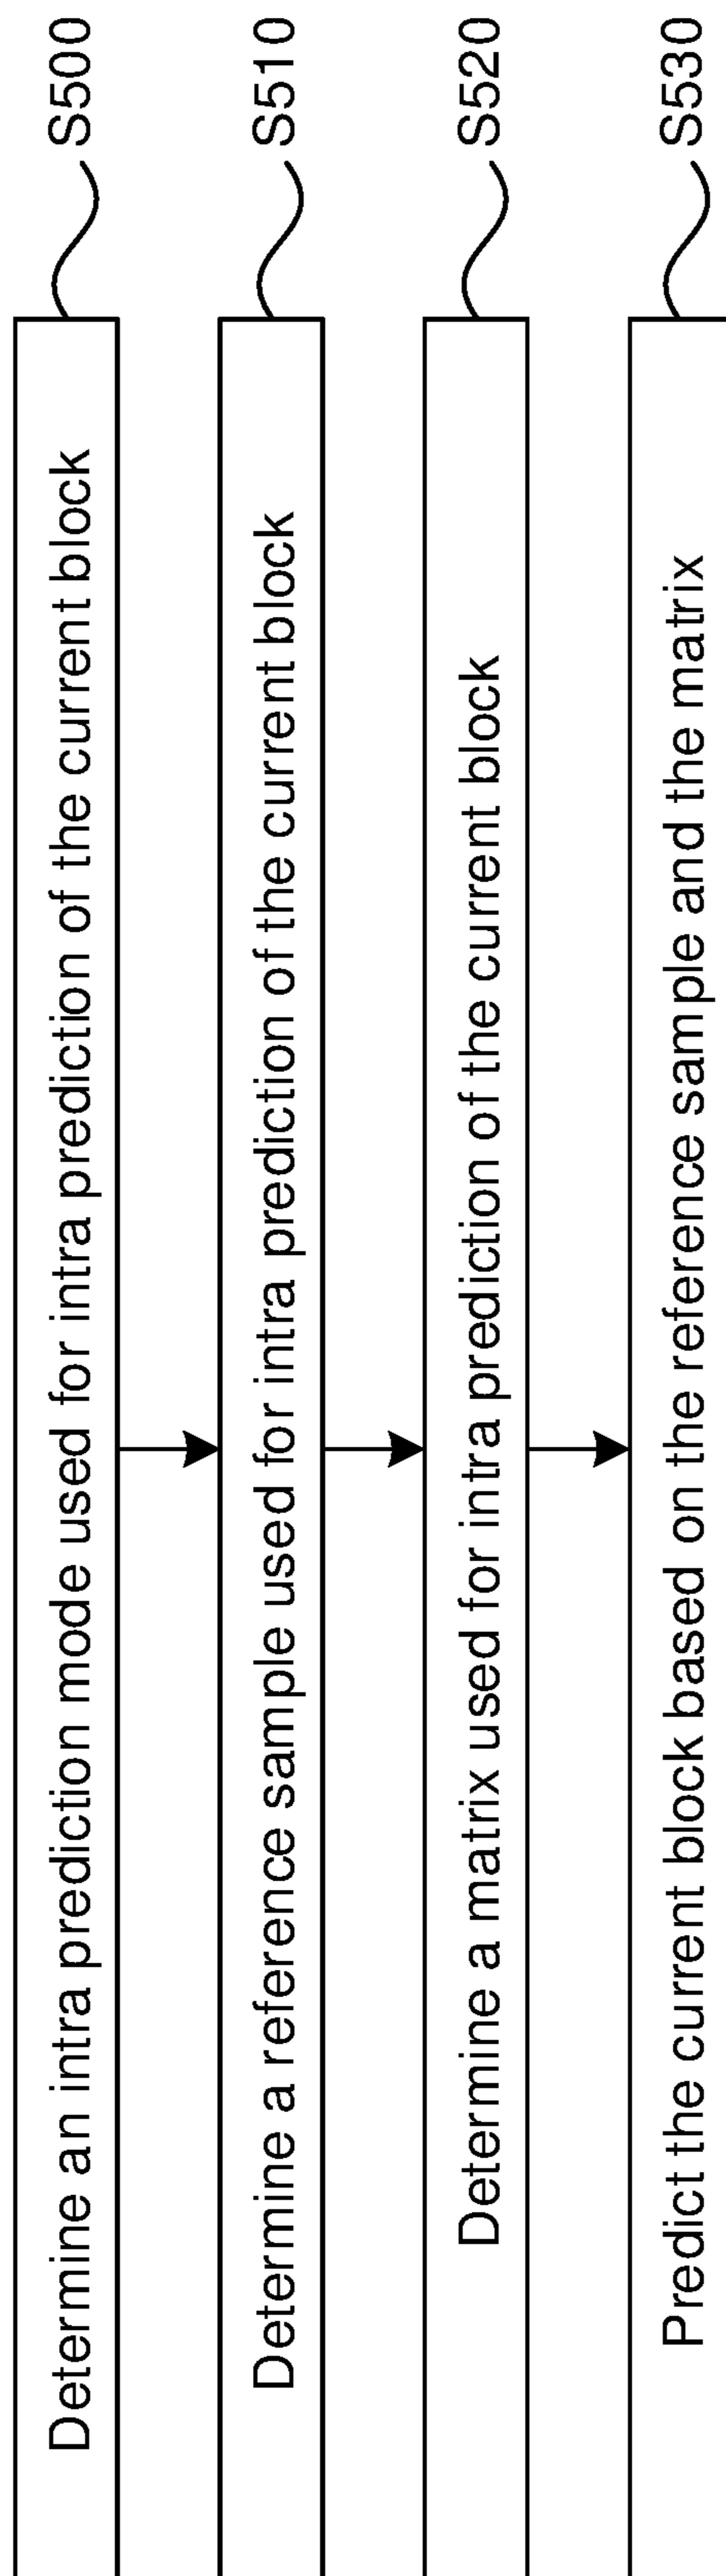 Determine an intra prediction mode used for intra prediction of the current block S500
Determine a reference sample used for intra prediction of the current block S510
Determine a matrix used for intra prediction of the current block S520
Predict the current block based on the reference sample and the matrix S530